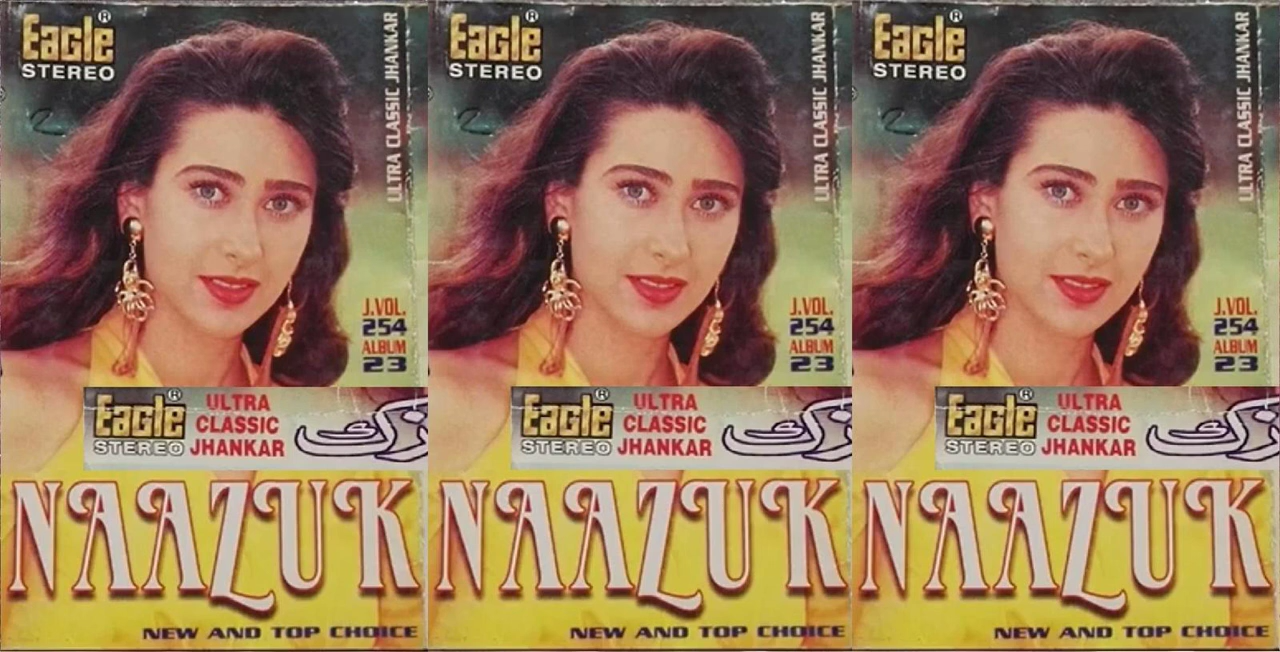 Eagle®
STEREO
ULTRA CLASSIC JHANKAR
2
J.VOL.
254
ALBUM
23
Eagle®
STEREO
ULTRA
CLASSIC
JHANKAR
NAAZUK
NEW AND TOP CHOICE
Eagle®
STEREO
ULTRA CLASSIC JHANKAR
2
J.VOL.
254
ALBUM
23
Eagle®
STEREO
ULTRA
CLASSIC
JHANKAR
NAAZUK
NEW AND TOP CHOICE
Eagle®
STEREO
ULTRA CLASSIC JHANKAR
2
J.VOL.
254
ALBUM
23
Eagle®
STEREO
ULTRA
CLASSIC
JHANKAR
NAAZUK
NEW AND TOP CHOICE